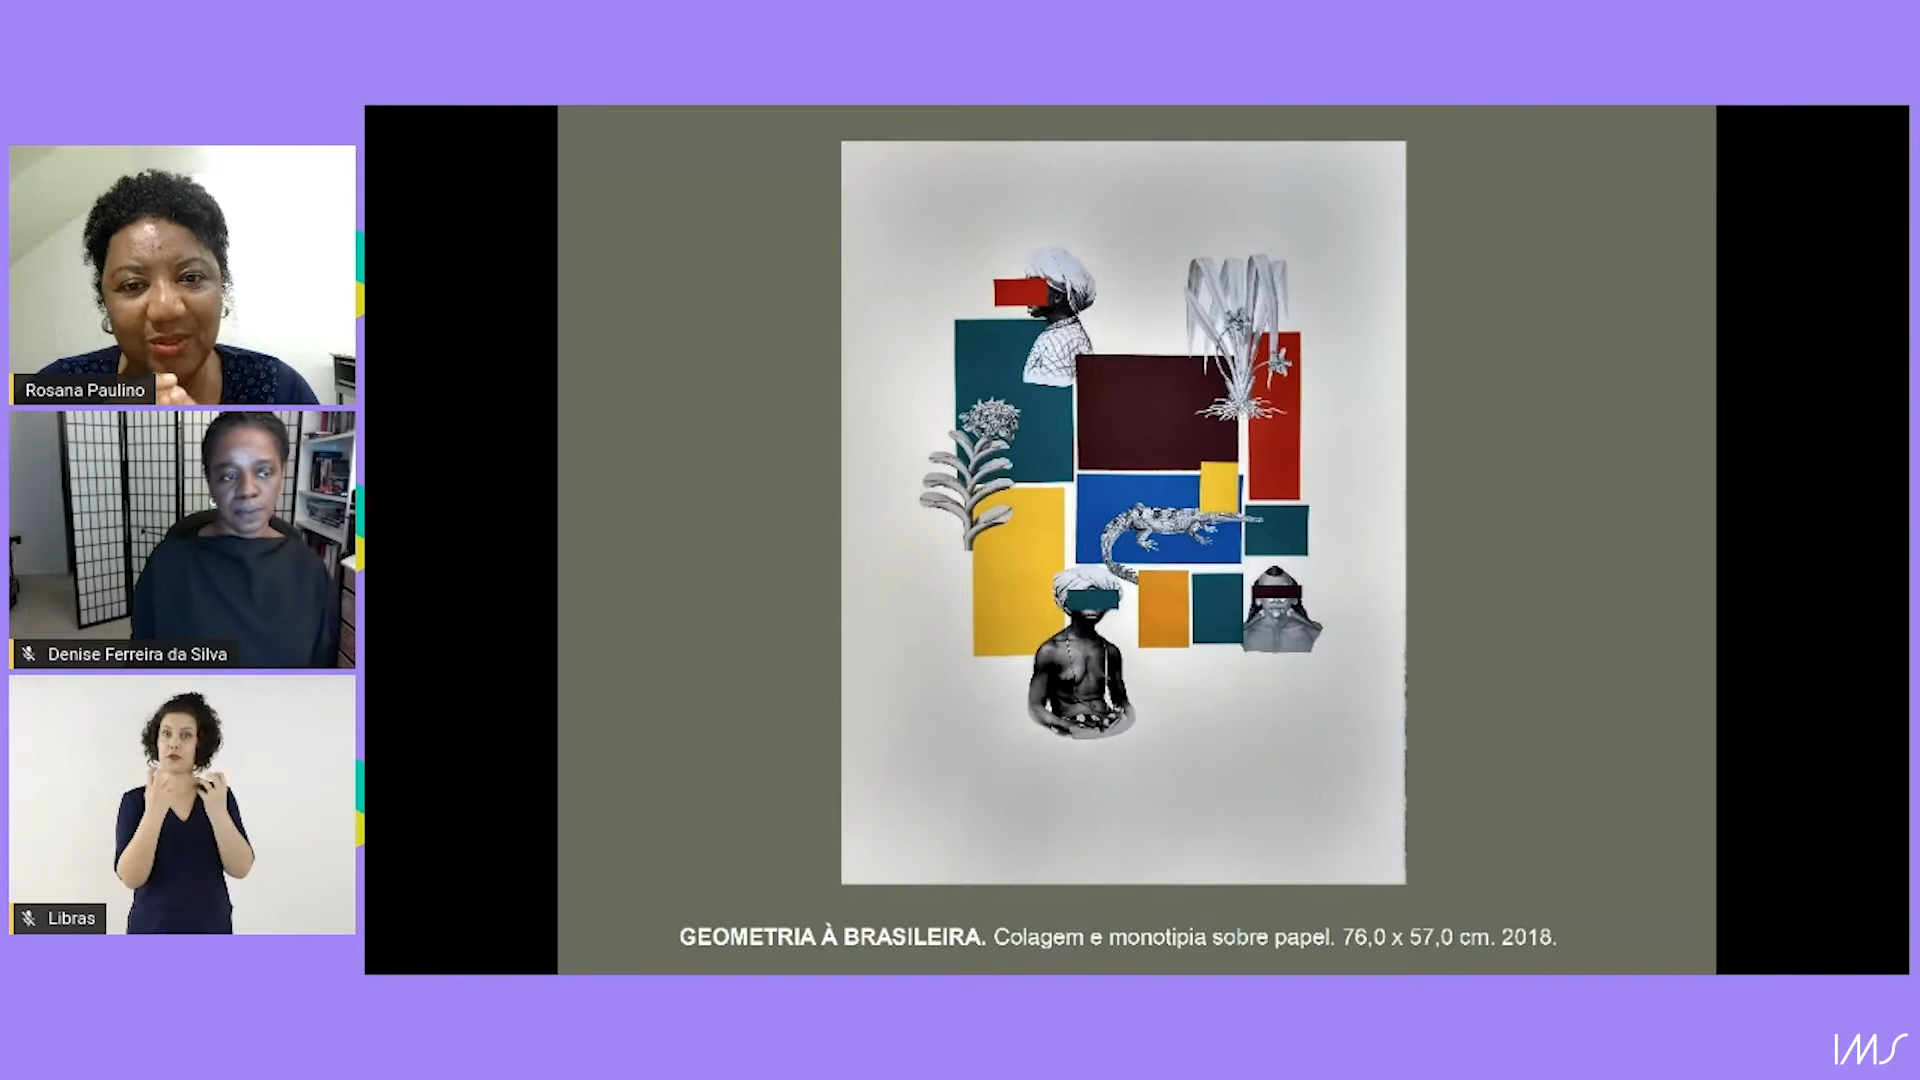 Rosana Paulino
Denise Ferreira da Silva
Libras
GEOMETRIA À BRASILEIRA. Colagem e monotipia sobre papel. 76,0 x 57,0 cm. 2018.
IMS